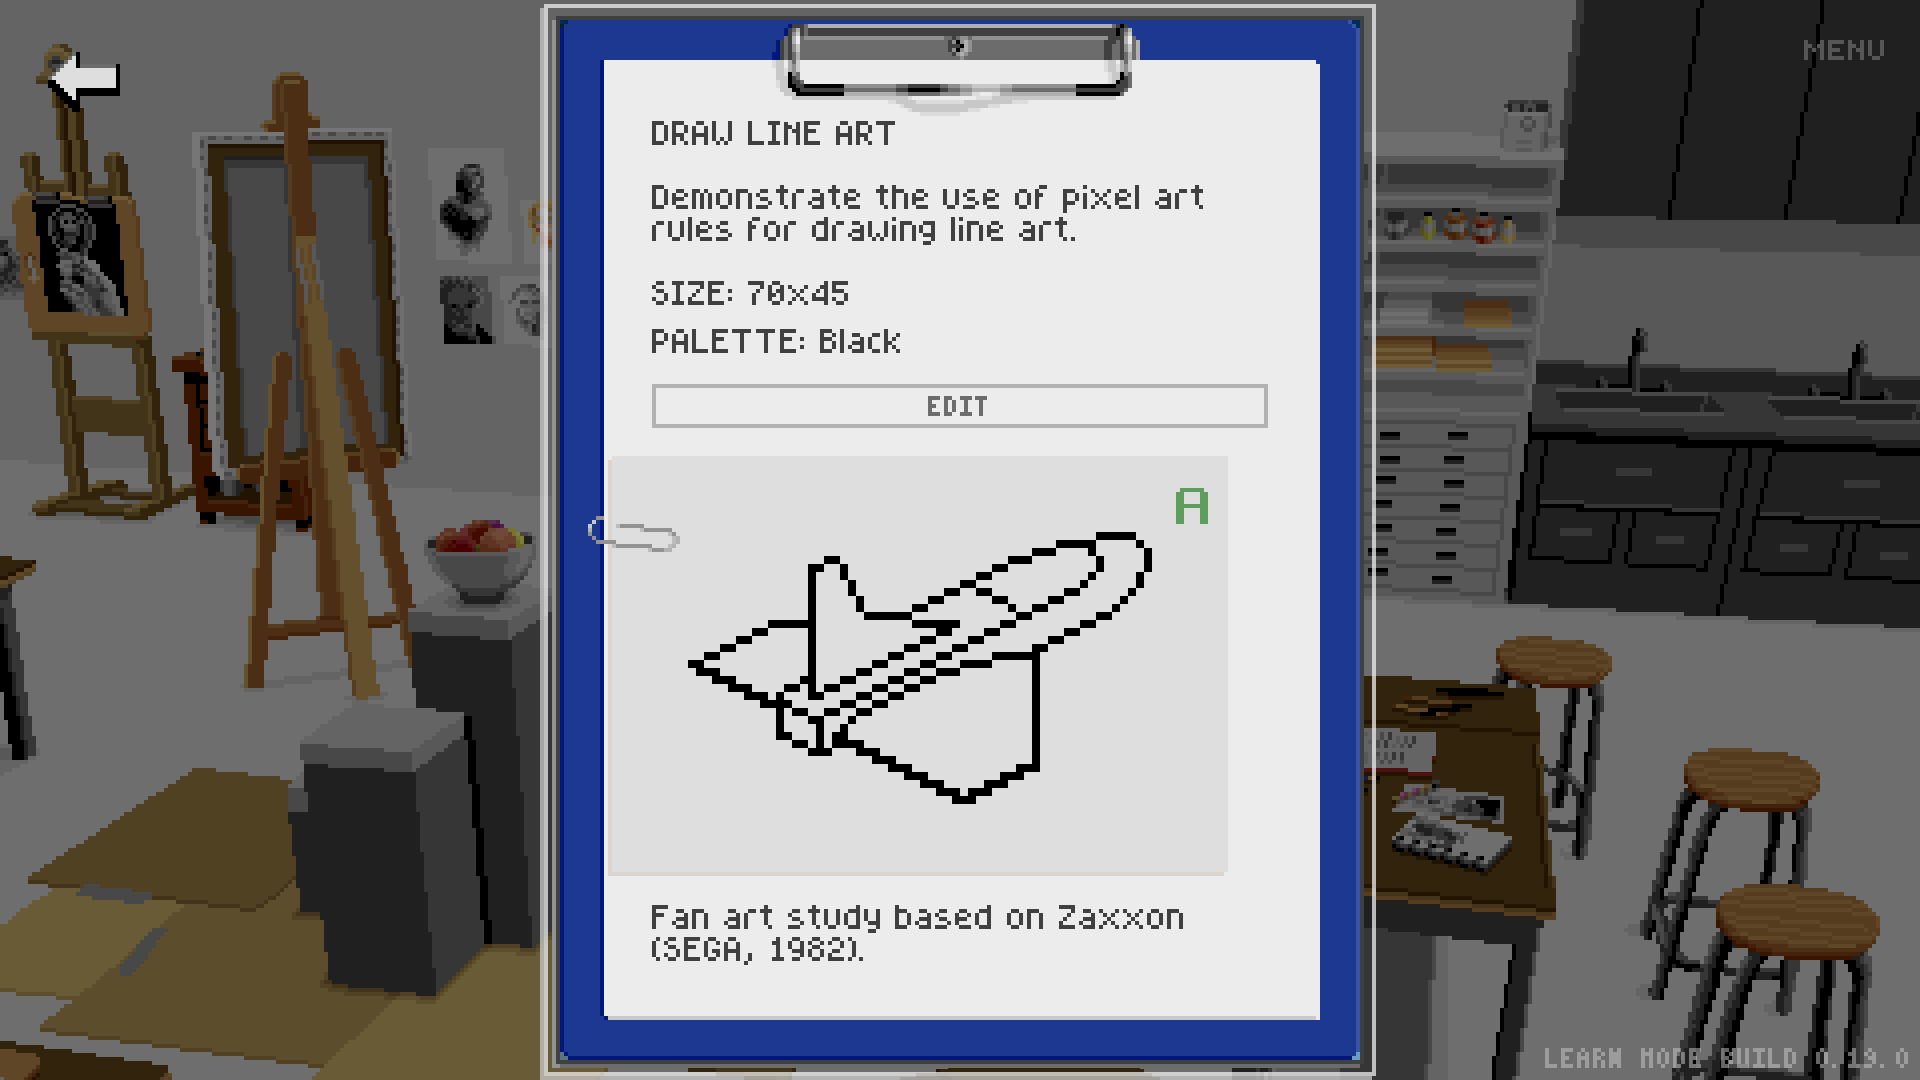 MENU
DRAW LINE ART
Demonstrate the use of pixel art
rules for drawing line art.
SIZE: 70x45
PALETTE: Black
EDIT
A
Fan art study based on Zaxxon
(SEGA, 1982).
LEARN MODE BUILD 0.19.0